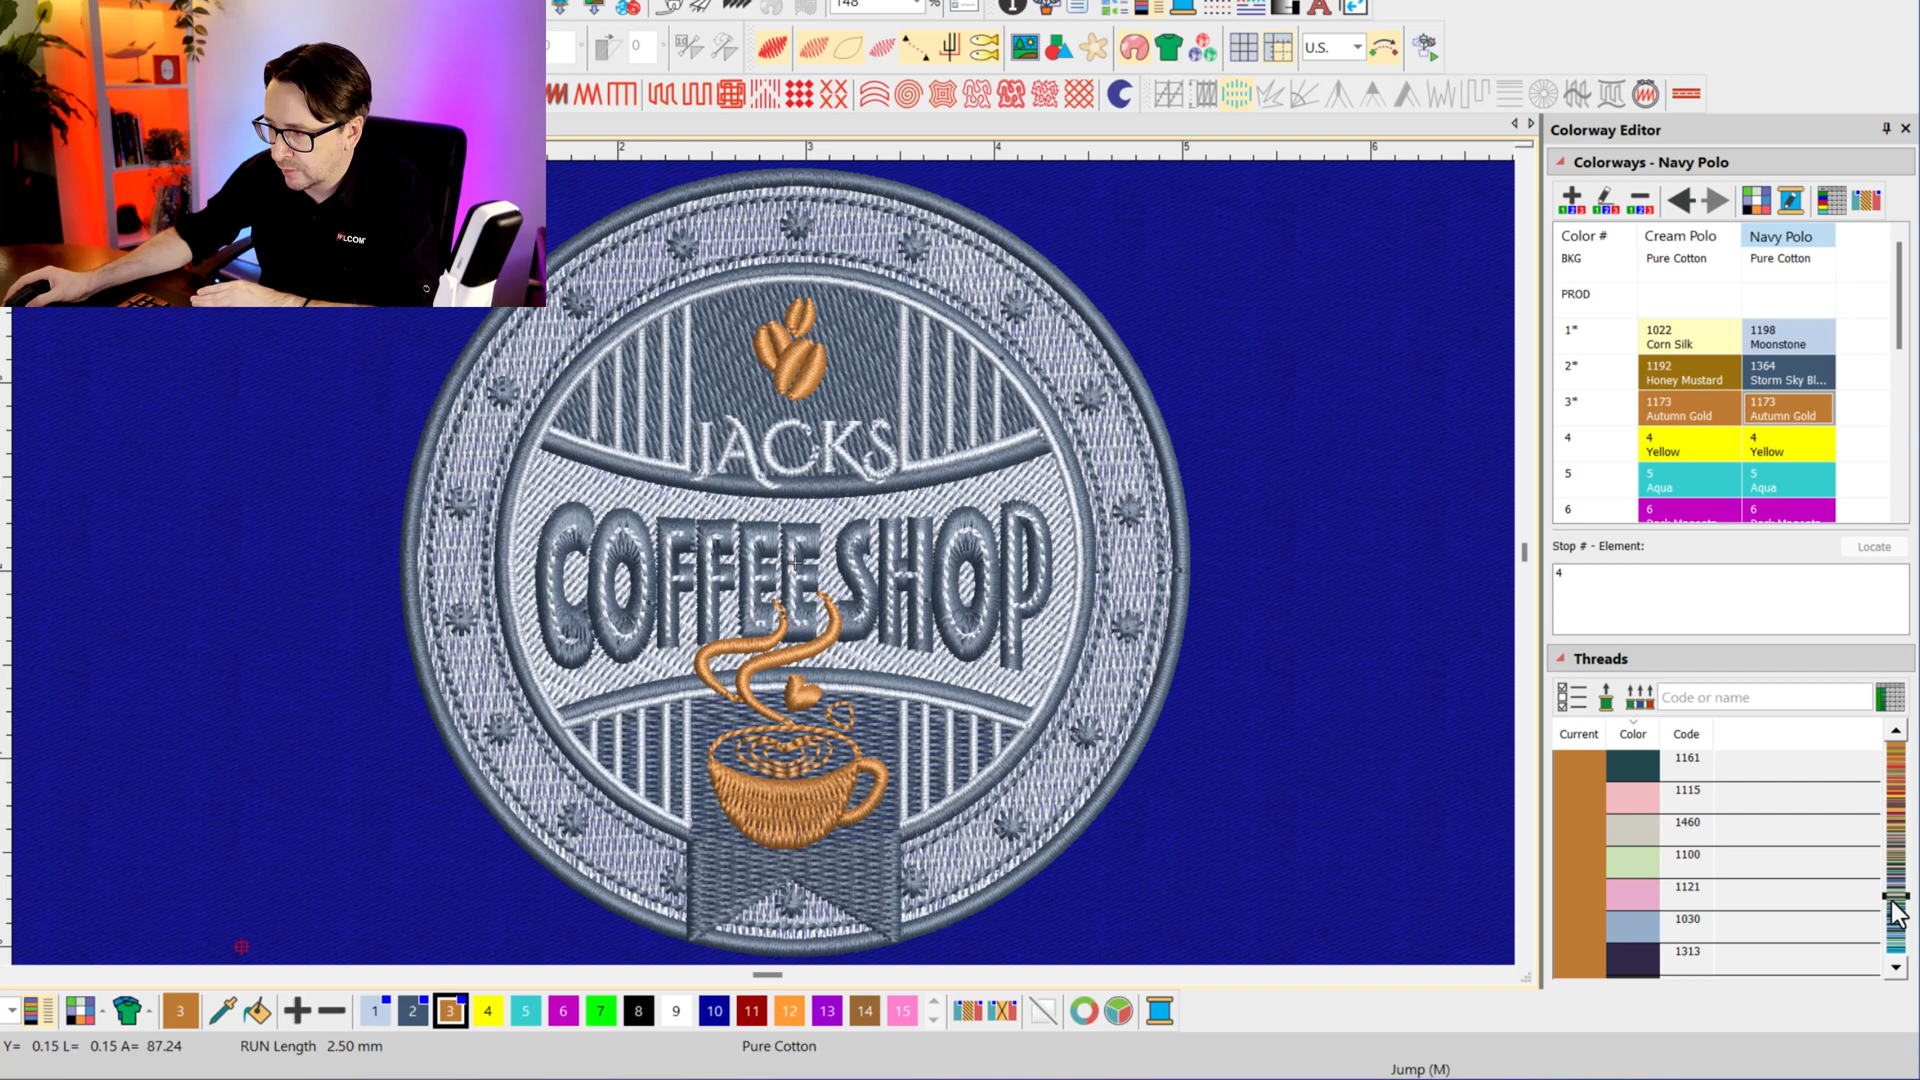 148
%
0
0
U.S.
2
3
4
5
6
WLCOM
JACKS
COFFEE SHOP
Colorway Editor
Colorways - Navy Polo
Color #
Cream Polo
Navy Polo
BKG
Pure Cotton
Pure Cotton
PROD
1*
1022
Corn Silk
1198
Moonstone
2*
1192
Honey Mustard
1364
Storm Sky Bl...
3*
1173
Autumn Gold
1173
Autumn Gold
4
4
Yellow
4
Yellow
5
5
Aqua
5
Aqua
6
6
6
Stop # - Element:
Locate
4
Threads
Code or name
Current
Color
Code
1161
1115
1460
1100
1121
1030
1313
3
1 2 3 4 5 6 7 8 9 10 11 12 13 14 15
Y= 0.15 L= 0.15 A= 87.24
RUN Length 2.50 mm
Pure Cotton
Jump (M)